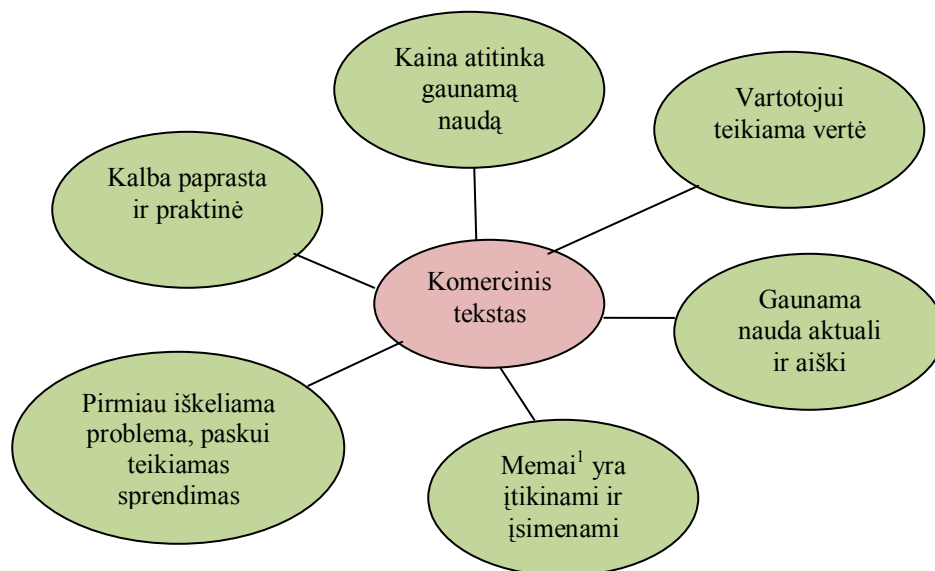 Kaina atitinka
gaunamą
naudą
Vartotojui
teikiama vertė
Kalba paprasta
ir praktinė
Komercinis
tekstas
Gaunama
nauda aktuali
ir aiški
Pirmiau iškeliama
problema, paskui
teikiamas
sprendimas
Memai¹ yra
įtikinami ir
įsimenami